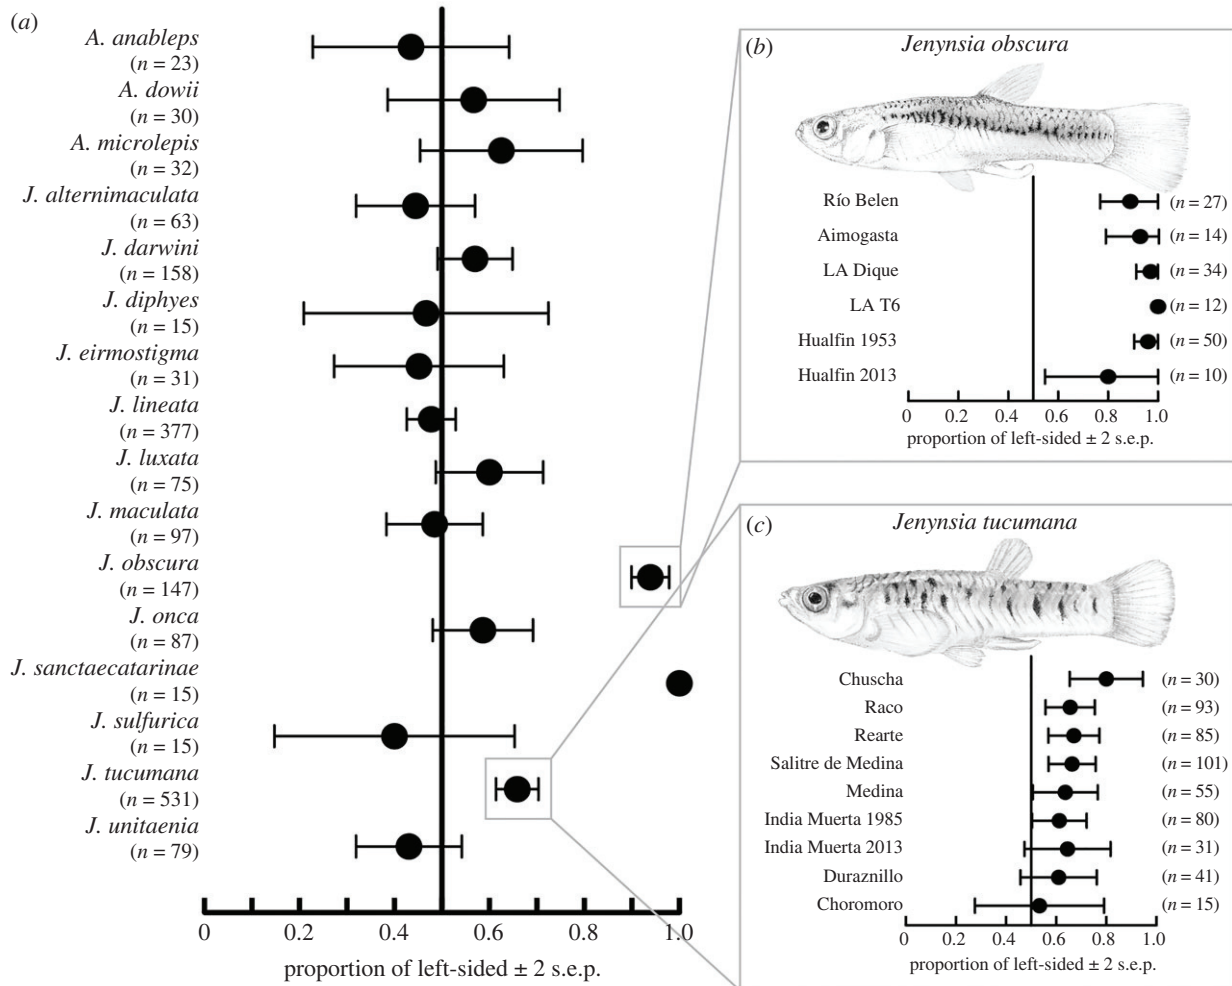 (a)
A. anableps
(n = 23)
A. dowii
(n = 30)
A. microlepis
(n = 32)
J. alternimaculata
(n = 63)
J. darwini
(n = 158)
J. diphyes
(n = 15)
J. eirmostigma
(n = 31)
J. lineata
(n = 377)
J. luxata
(n = 75)
J. maculata
(n = 97)
J. obscura
(n = 147)
J. onca
(n = 87)
J. sanctaecatarinae
(n = 15)
J. sulfurica
(n = 15)
J. tucumana
(n = 531)
J. unitaenia
(n = 79)
0 0.2 0.4 0.6 0.8 1.0
proportion of left-sided ± 2 s.e.p.
(b) Jenynsia obscura
Río Belen (n = 27)
Aimogasta (n = 14)
LA Dique (n = 34)
LA T6 (n = 12)
Hualfin 1953 (n = 50)
Hualfin 2013 (n = 10)
0 0.2 0.4 0.6 0.8 1.0
proportion of left-sided ± 2 s.e.p.
(c) Jenynsia tucumana
Chuscha (n = 30)
Raco (n = 93)
Rearte (n = 85)
Salitre de Medina (n = 101)
Medina (n = 55)
India Muerta 1985 (n = 80)
India Muerta 2013 (n = 31)
Duraznillo (n = 41)
Choromoro (n = 15)
0 0.2 0.4 0.6 0.8 1.0
proportion of left-sided ± 2 s.e.p.